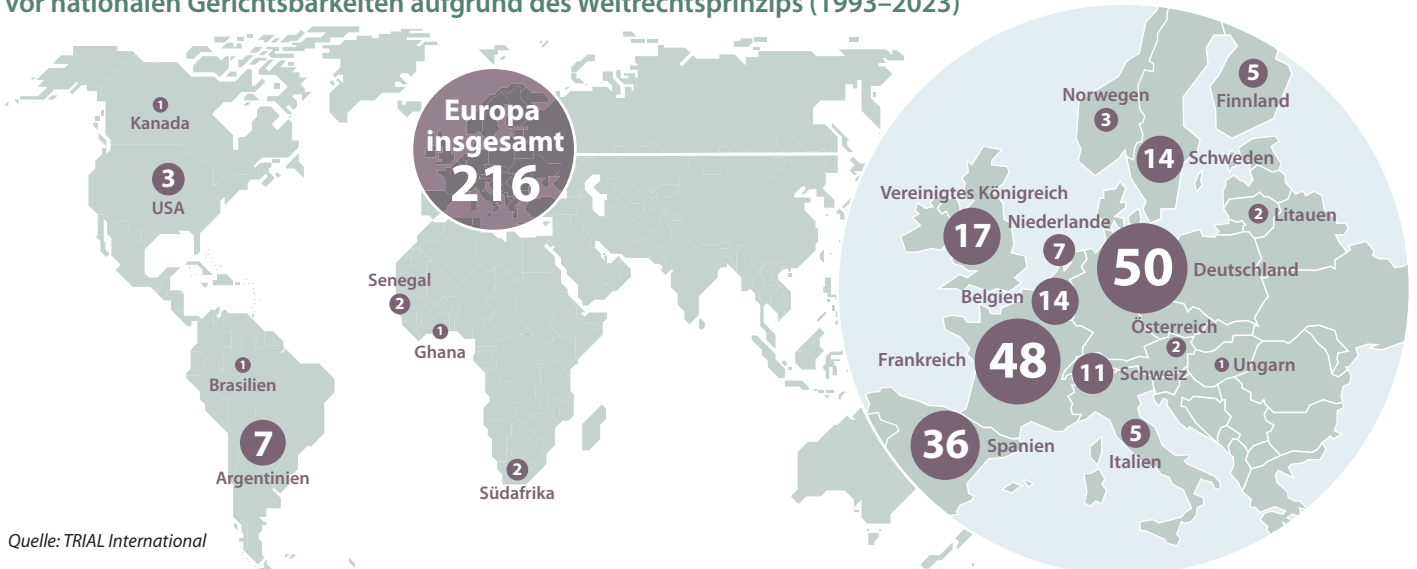 vor nationalen Gerichtsbarkeiten aufgrund des Weltrechtsprinzips (1993–2023)
1
Kanada
3
USA
Europa
insgesamt
216
Senegal
2
1
Ghana
1
Brasilien
7
Argentinien
2
Südafrika
5
Finnland
Norwegen
3
14 Schweden
Vereinigtes Königreich
17
Niederlande
7
2 Litauen
50 Deutschland
Belgien 14
Österreich
2
Frankreich 48
11 Schweiz
1 Ungarn
36 Spanien
5
Italien
Quelle: TRIAL International